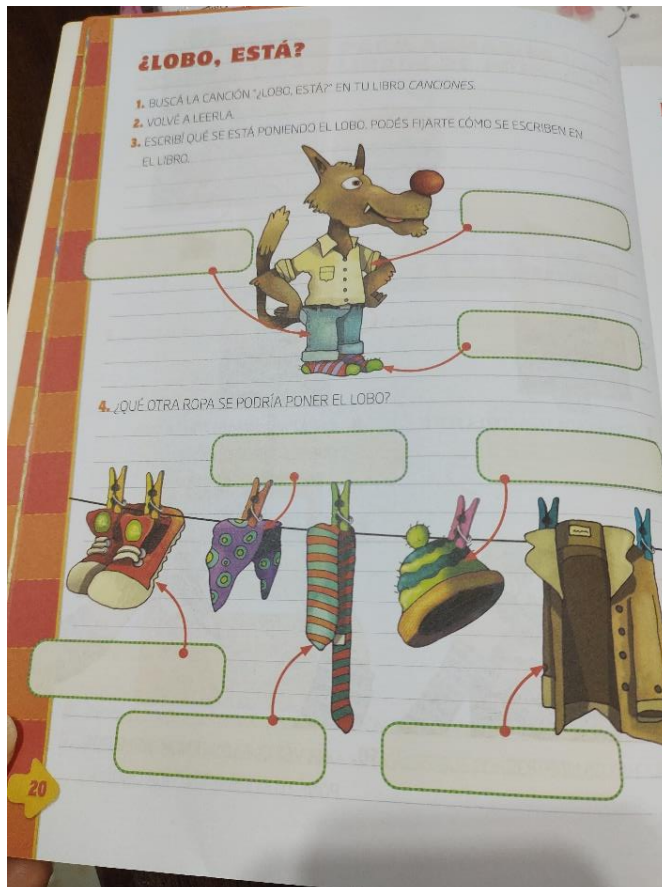 ¿LOBO, ESTÁ?
1. BUSCÁ LA CANCIÓN "¿LOBO, ESTÁ?" EN TU LIBRO CANCIONES.
2. VOLVÉ A LEERLA.
3. ESCRIBÍ QUÉ SE ESTÁ PONIENDO EL LOBO. PODÉS FIJARTE CÓMO SE ESCRIBEN EN
EL LIBRO.
4. ¿QUÉ OTRA ROPA SE PODRÍA PONER EL LOBO?
20